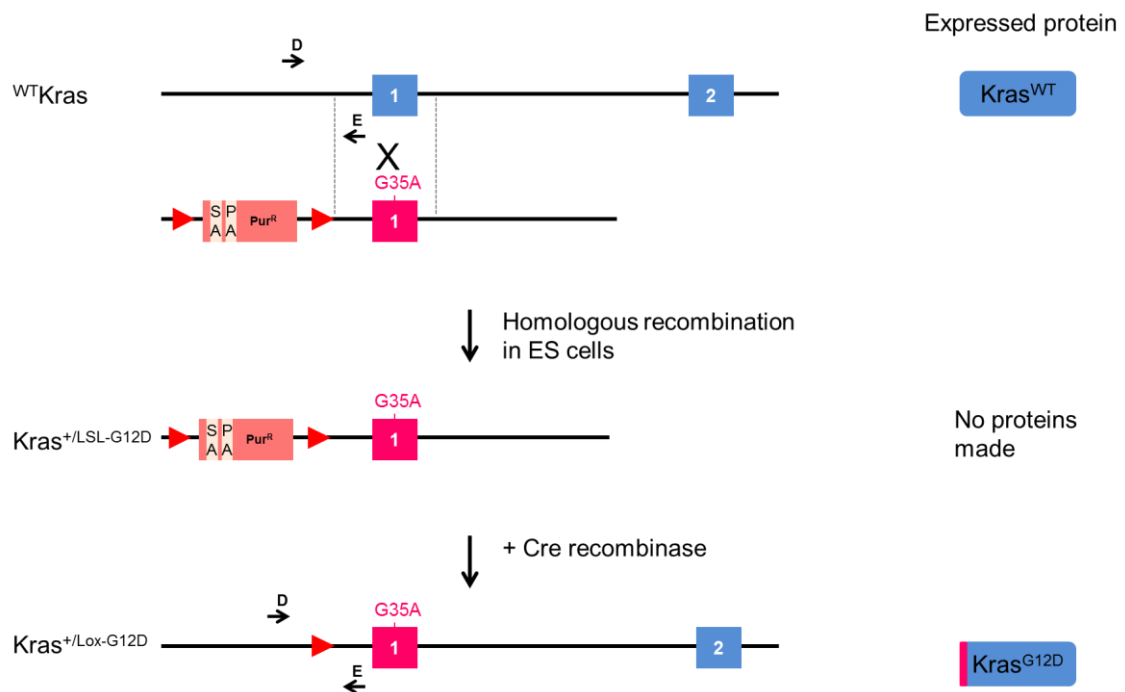 Expressed protein
D
WTKras
1
2
KrasWT
E
X
G35A
S
A
P
A
PurR
1
Homologous recombination
in ES cells
G35A
Kras+/LSL-G12D
S
A
P
A
PurR
1
No proteins
made
+ Cre recombinase
D
G35A
Kras+/Lox-G12D
1
2
KrasG12D
E